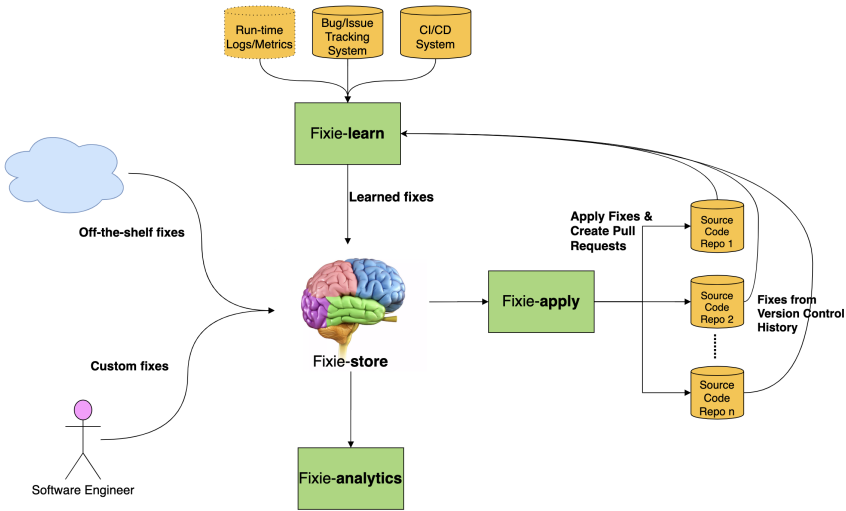 Run-time
Logs/Metrics
Bug/Issue
Tracking
System
CI/CD
System
Fixie-learn
Learned fixes
Off-the-shelf fixes
Apply Fixes &
Create Pull
Requests
Source
Code
Repo 1
Fixie-apply
Source
Code
Repo 2
Fixes from
Version Control
History
Fixie-store
Custom fixes
Source
Code
Repo n
Fixie-analytics
Software Engineer